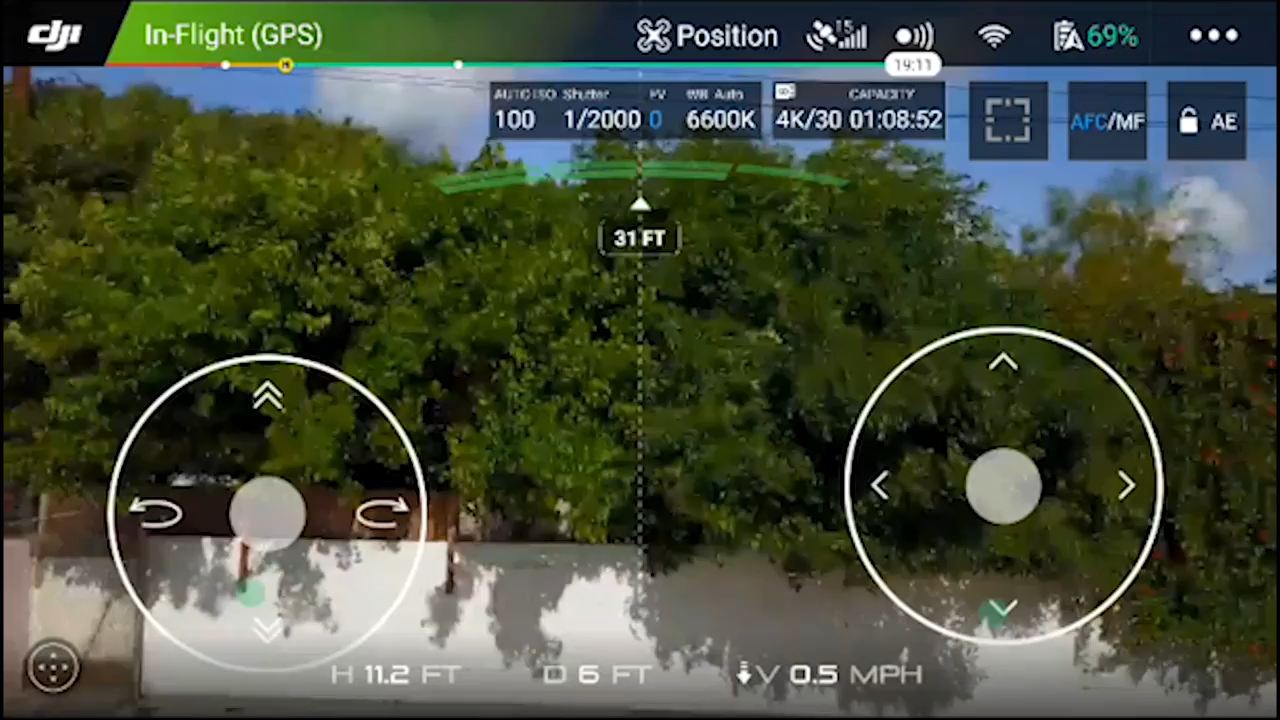 dji In-Flight (GPS) Position 15 69%
H
19:11
AUTO ISO Shutter EV WB Auto CAPACITY
100 1/2000 0 6600K 4K/30 01:08:52
AFC/MF AE
31 FT
H 11.2 FT D 6 FT V 0.5 MPH